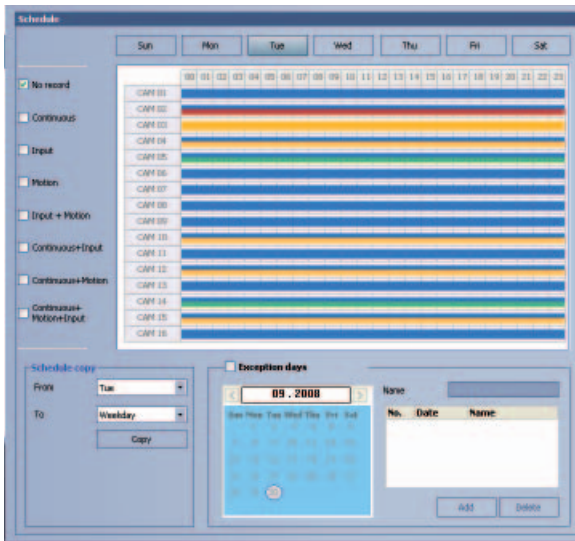 Schedule
Sun Mon Tue Wed Thu Fri Sat
00 01 02 03 04 05 06 07 08 09 10 11 12 13 14 15 16 17 18 19 20 21 22 23
No record
Continuous
Input
Motion
Input + Motion
Continuous+Input
Continuous+Motion
Continuous+
Motion+Input
CAM 01
CAM 02
CAM 03
CAM 04
CAM 05
CAM 06
CAM 07
CAM 08
CAM 09
CAM 10
CAM 11
CAM 12
CAM 13
CAM 14
CAM 15
CAM 16
Schedule copy
From Tue
To Weekday
Copy
Exception days
< 09 . 2008 >
Sun Mon Tue Wed Thu Fri Sat
30
Name
No. Date Name
Add Delete